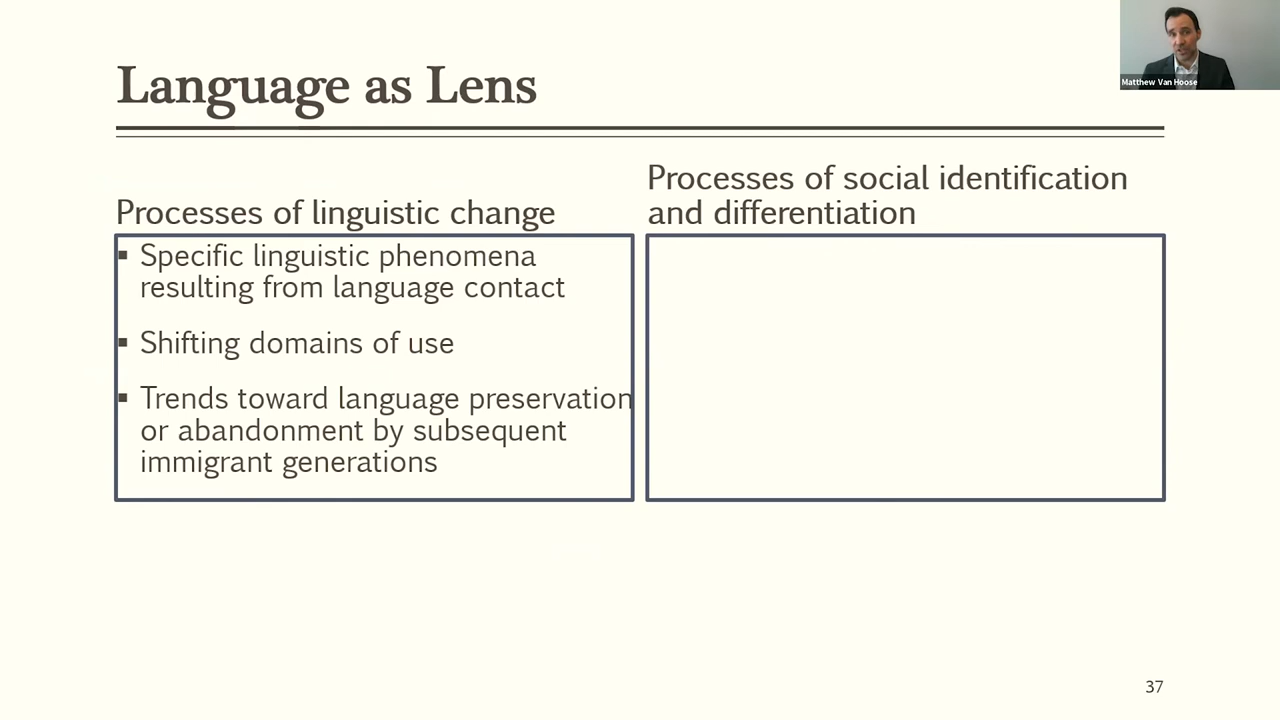 Matthew Van Hoose
Language as Lens
Processes of linguistic change
▪ Specific linguistic phenomena
resulting from language contact
▪ Shifting domains of use
▪ Trends toward language preservation
or abandonment by subsequent
immigrant generations
Processes of social identification
and differentiation
37